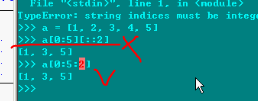 File "<stdin>", line 1, in <module>
TypeError: string indices must be integ
>>> a = [1, 2, 3, 4, 5]
>>> a[0:5][::2]
[1, 3, 5]
>>> a[0:5:2]
[1, 3, 5]
>>>